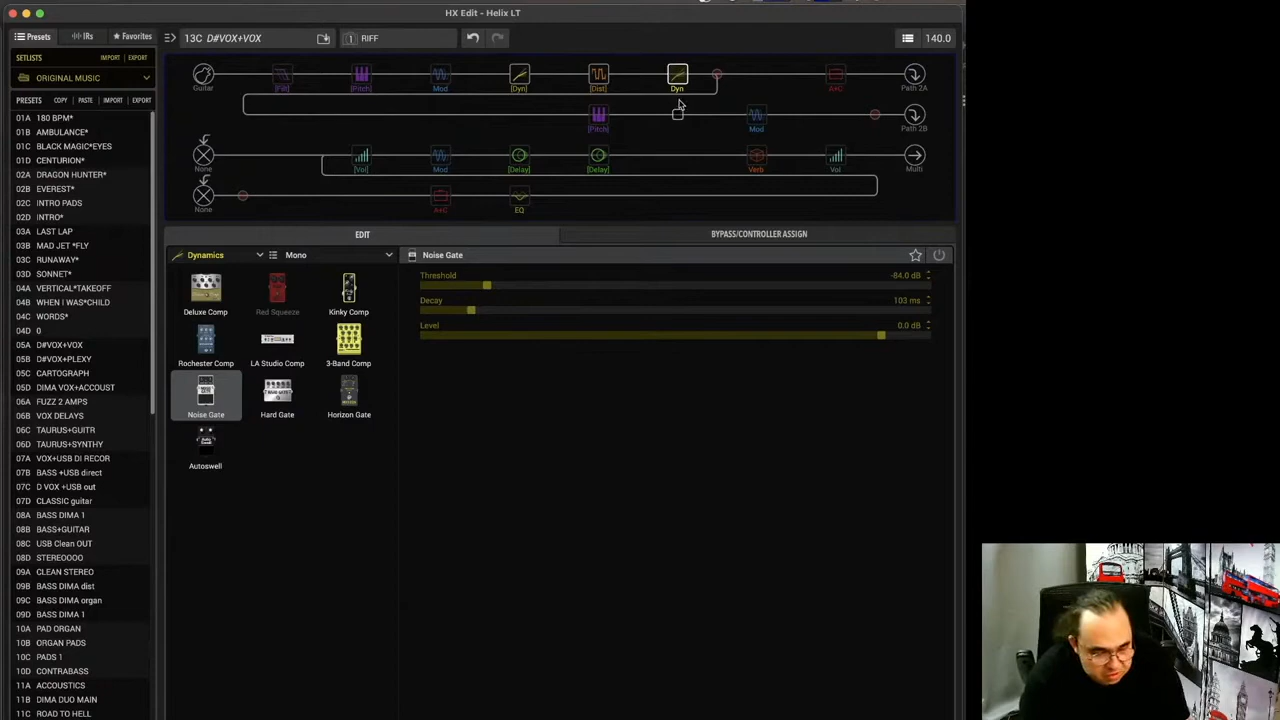 HX Edit - Helix LT
Presets
IRs
Favorites
13C D#VOX+VOX
1 RIFF
140.0
SETLISTS
IMPORT
EXPORT
ORIGINAL MUSIC
PRESETS
COPY
PASTE
IMPORT
EXPORT
01A 180 BPM*
01B AMBULANCE*
01C BLACK MAGIC*EYES
01D CENTURION*
02A DRAGON HUNTER*
02B EVEREST*
02C INTRO PADS
02D INTRO*
03A LAST LAP
03B MAD JET *FLY
03C RUNAWAY*
03D SONNET*
04A VERTICAL*TAKEOFF
04B WHEN I WAS*CHILD
04C WORDS*
04D 0
05A D#VOX+VOX
05B D#VOX+PLEXY
05C CARTOGRAPH
05D DIMA VOX+ACCOUST
06A FUZZ 2 AMPS
06B VOX DELAYS
06C TAURUS+GUITR
06D TAURUS+SYNTHY
07A VOX+USB DI RECOR
07B BASS +USB direct
07C D VOX +USB out
07D CLASSIC guitar
08A BASS DIMA 1
08B BASS+GUITAR
08C USB Clean OUT
08D STEREOOOO
09A CLEAN STEREO
09B BASS DIMA dist
09C BASS DIMA organ
09D BASS DIMA 1
10A PAD ORGAN
10B ORGAN PADS
10C PADS 1
10D CONTRABASS
11A ACCOUSTICS
11B DIMA DUO MAIN
11C ROAD TO HELL
Guitar
[Filt]
[Pitch]
Mod
[Dyn]
[Dist]
Dyn
A+C
Path 2A
[Pitch]
Mod
Path 2B
None
[Vol]
Mod
[Delay]
[Delay]
Verb
Vol
Multi
None
A+C
EQ
EDIT
BYPASS/CONTROLLER ASSIGN
Dynamics
Mono
Noise Gate
Deluxe Comp
Red Squeeze
Kinky Comp
Rochester Comp
LA Studio Comp
3-Band Comp
Noise Gate
Hard Gate
Horizon Gate
Autoswell
Threshold
-84.0 dB
Decay
103 ms
Level
0.0 dB